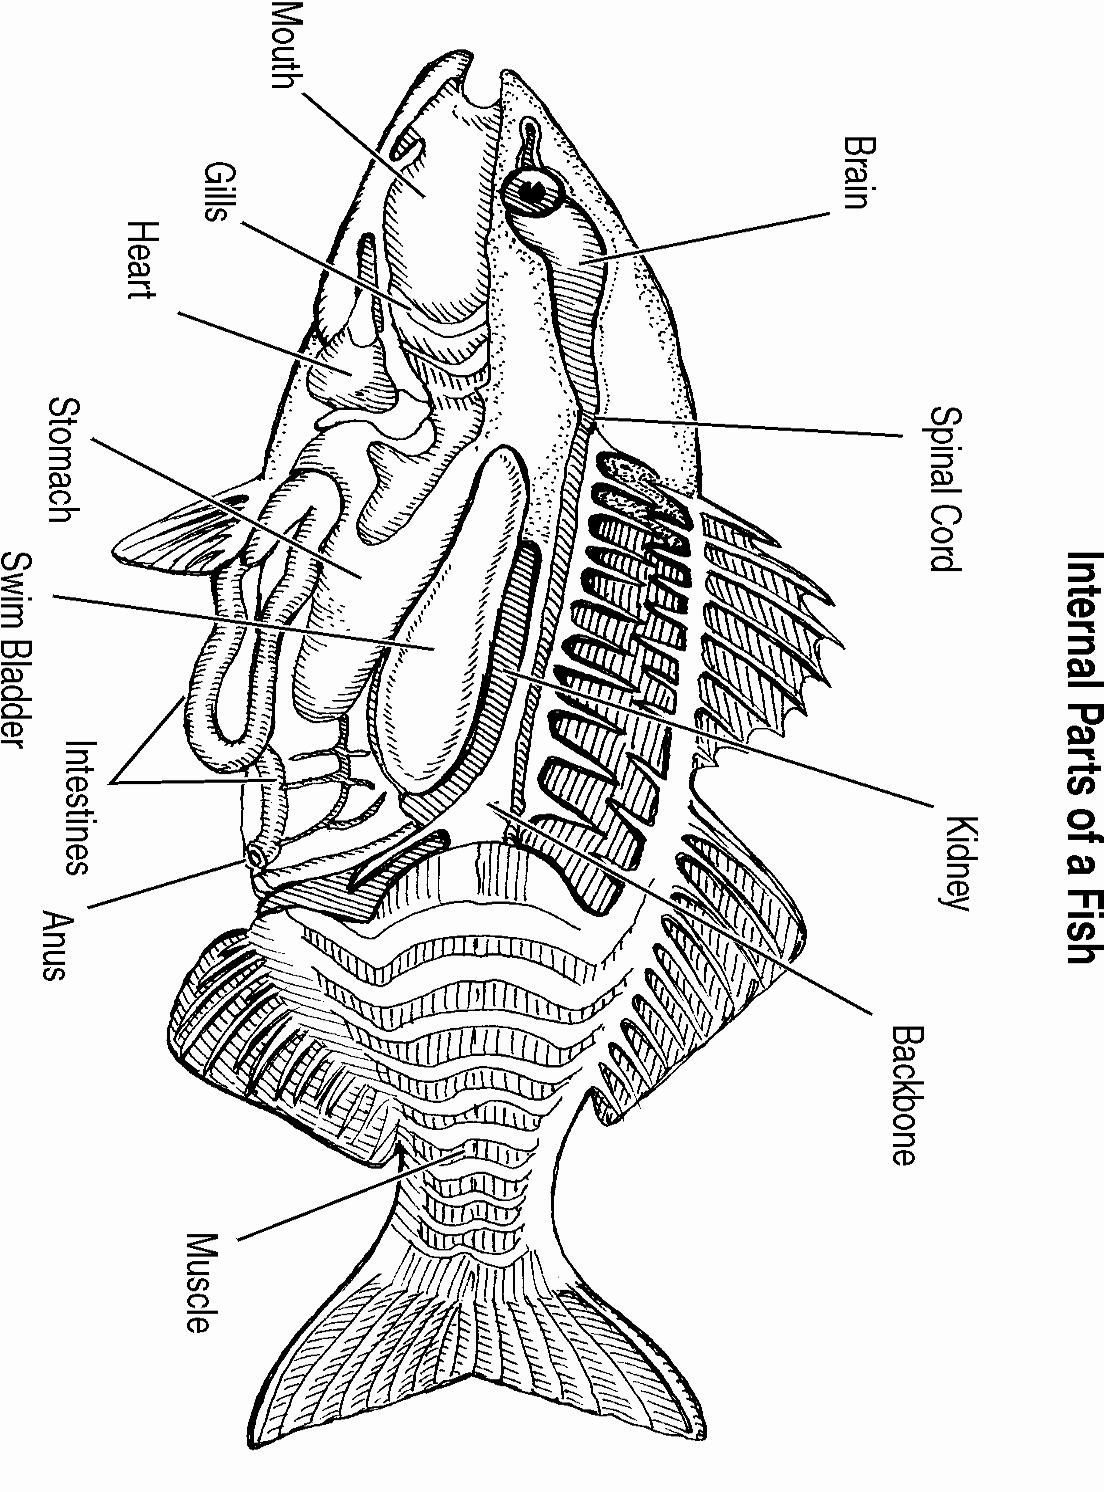 Internal Parts of a Fish
Brain
Spinal Cord
Kidney
Backbone
Mouth
Gills
Heart
Stomach
Swim Bladder
Intestines
Anus
Muscle